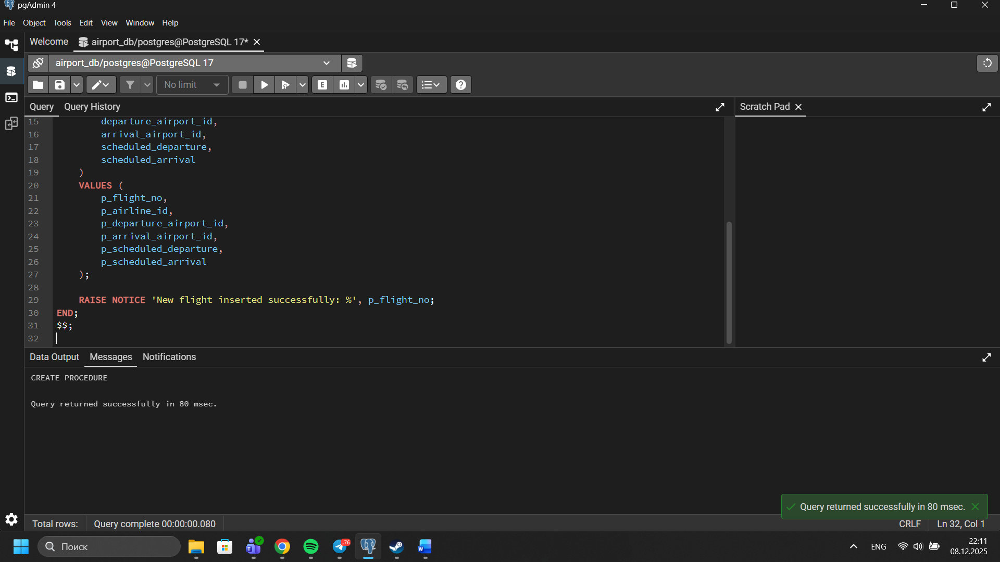 pgAdmin 4
File Object Tools Edit View Window Help
Welcome airport_db/postgres@PostgreSQL 17*
airport_db/postgres@PostgreSQL 17
No limit
Query Query History
Scratch Pad
15 departure_airport_id,
16 arrival_airport_id,
17 scheduled_departure,
18 scheduled_arrival
19 )
20 VALUES (
21 p_flight_no,
22 p_airline_id,
23 p_departure_airport_id,
24 p_arrival_airport_id,
25 p_scheduled_departure,
26 p_scheduled_arrival
27 );
28
29 RAISE NOTICE 'New flight inserted successfully: %', p_flight_no;
30 END;
31 $$;
32
Data Output Messages Notifications
CREATE PROCEDURE
Query returned successfully in 80 msec.
Query returned successfully in 80 msec.
Total rows: Query complete 00:00:00.080
CRLF Ln 32, Col 1
Поиск
76
ENG
22:11
08.12.2025